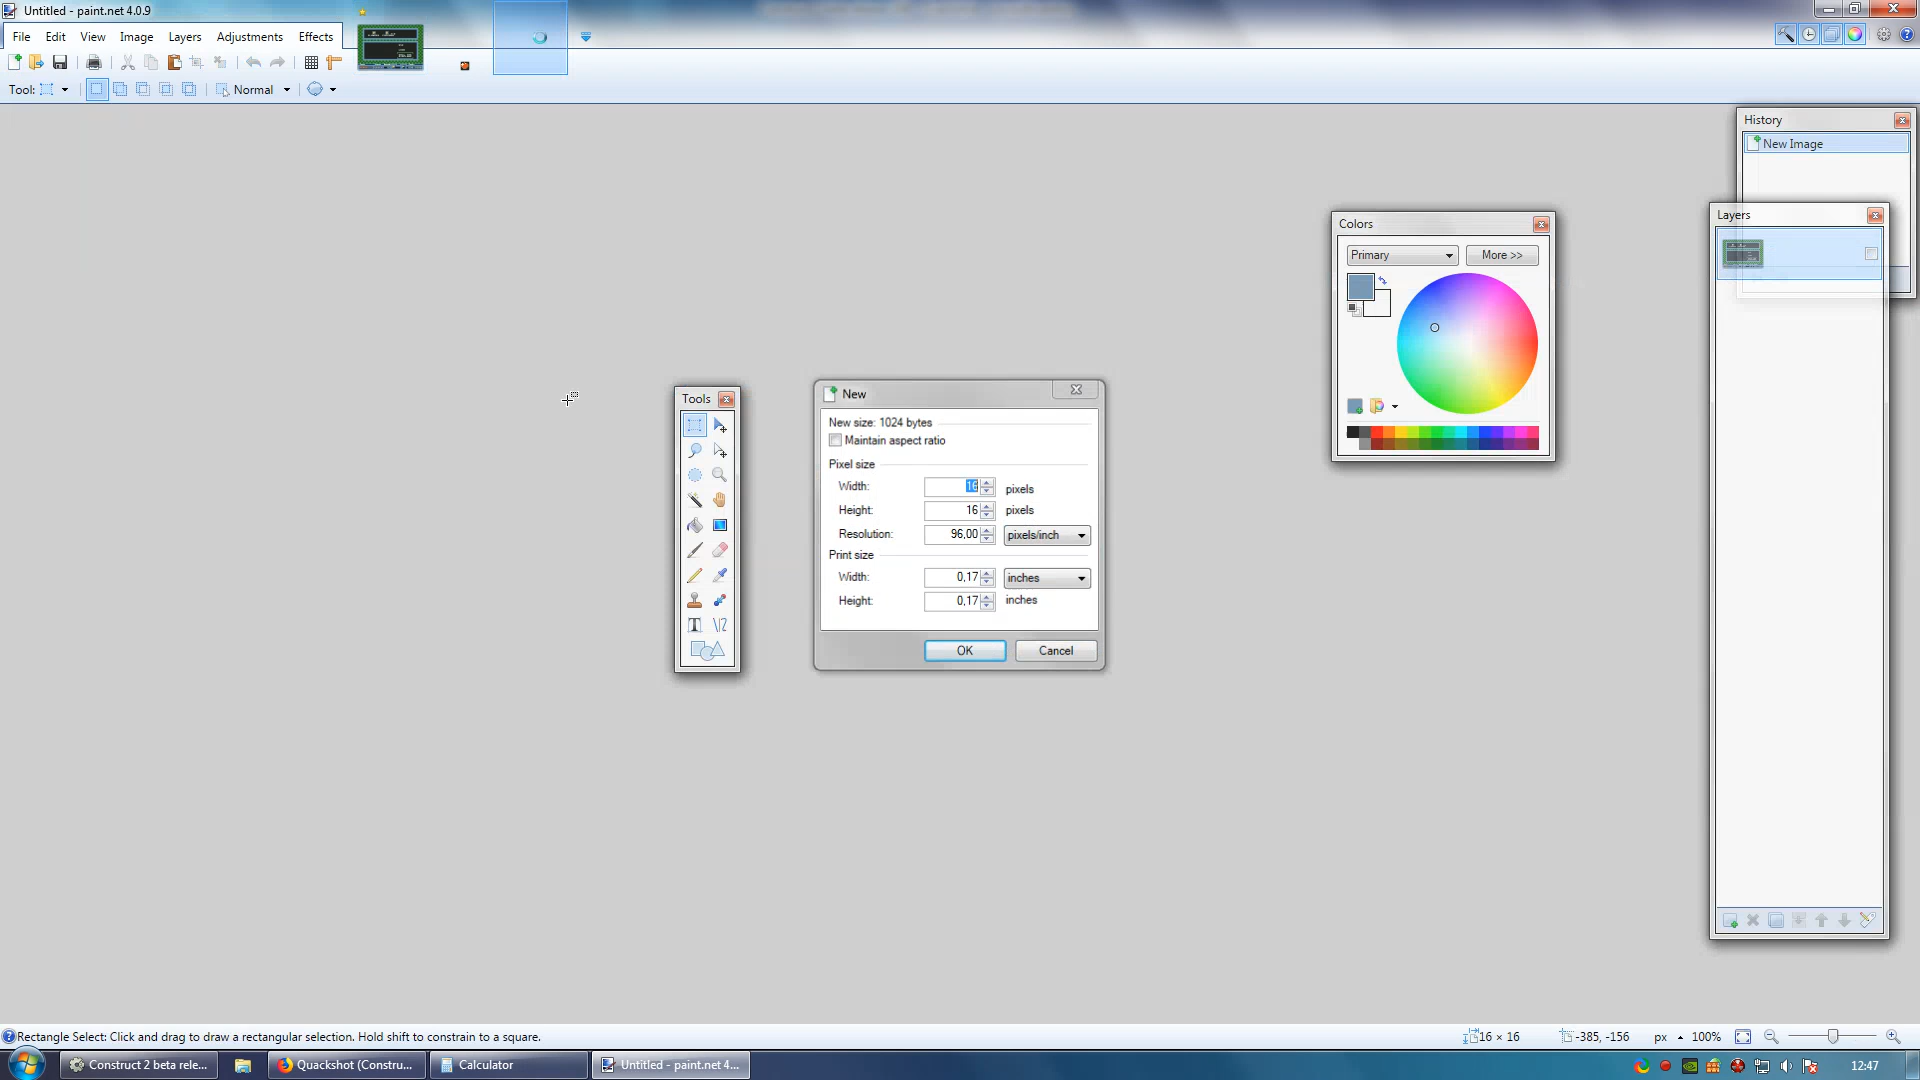 Untitled - paint.net 4.0.9
File Edit View Image Layers Adjustments Effects
Tool: Normal
History
New Image
Layers
Colors
Primary More >>
Tools
New
New size: 1024 bytes
Maintain aspect ratio
Pixel size
Width: 16 pixels
Height: 16 pixels
Resolution: 96,00 pixels/inch
Print size
Width: 0,17 inches
Height: 0,17 inches
OK Cancel
Rectangle Select: Click and drag to draw a rectangular selection. Hold shift to constrain to a square.
16 × 16 -385, -156 px 100%
Construct 2 beta rele... Quackshot (Constru... Calculator Untitled - paint.net 4... 12:47